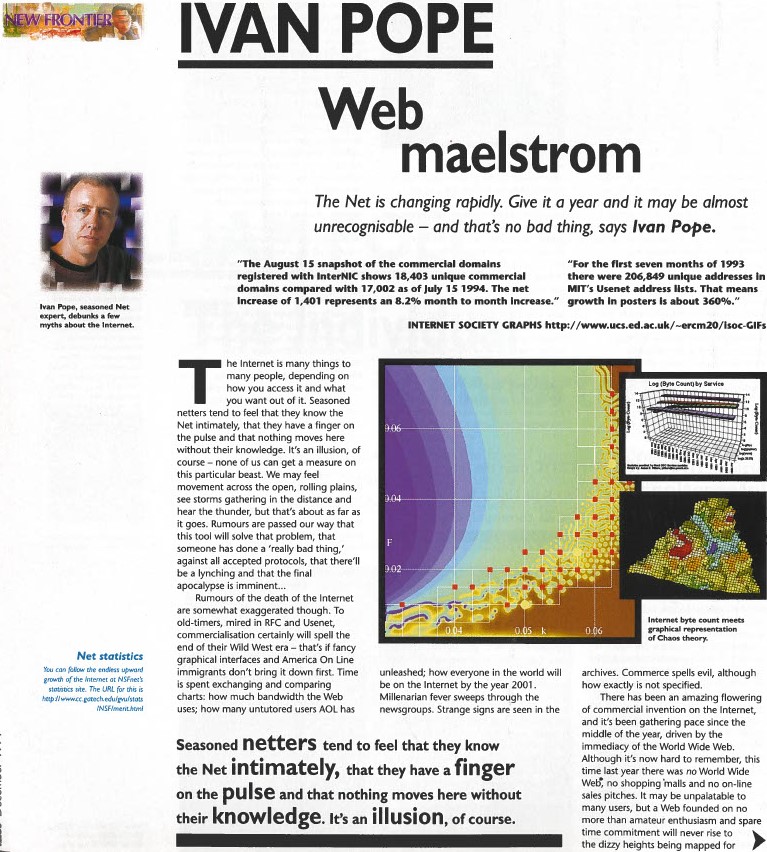 NEW FRONTIER
IVAN POPE
Web
maelstrom
The Net is changing rapidly. Give it a year and it may be almost
unrecognisable – and that's no bad thing, says Ivan Pope.
"The August 15 snapshot of the commercial domains
registered with InterNIC shows 18,403 unique commercial
domains compared with 17,002 as of July 15 1994. The net
increase of 1,401 represents an 8.2% month to month increase."
"For the first seven months of 1993
there were 206,849 unique addresses in
MIT's Usenet address lists. That means
growth in posters is about 360%."
INTERNET SOCIETY GRAPHS http://www.ucs.ed.ac.uk/~ercm20/isoc-GIFs
Ivan Pope, seasoned Net
expert, debunks a few
myths about the Internet.
The Internet is many things to
many people, depending on
how you access it and what
you want out of it. Seasoned
netters tend to feel that they know the
Net intimately, that they have a finger on
the pulse and that nothing moves here
without their knowledge. It's an illusion, of
course – none of us can get a measure on
this particular beast. We may feel
movement across the open, rolling plains,
see storms gathering in the distance and
hear the thunder, but that's about as far as
it goes. Rumours are passed our way that
this tool will solve that problem, that
someone has done a 'really bad thing,'
against all accepted protocols, that there'll
be a lynching and that the final
apocalypse is imminent...
Rumours of the death of the Internet
are somewhat exaggerated though. To
old-timers, mired in RFC and Usenet,
commercialisation certainly will spell the
end of their Wild West era – that's if fancy
graphical interfaces and America On Line
immigrants don't bring it down first. Time
is spent exchanging and comparing
charts: how much bandwidth the Web
uses; how many untutored users AOL has
0.06
0.04
F
0.02
0.04
0.05
k
0.06
Log (Byte Count) by Service
Internet byte count meets
graphical representation
of Chaos theory.
Net statistics
You can follow the endless upward
growth of the Internet at NSFnet's
statistics site. The URL for this is
http://www.cc.gatech.edu/gvu/stats
/NSF/merit.html
unleashed; how everyone in the world will
be on the Internet by the year 2001.
Millenarian fever sweeps through the
newsgroups. Strange signs are seen in the
archives. Commerce spells evil, although
how exactly is not specified.
There has been an amazing flowering
of commercial invention on the Internet,
and it's been gathering pace since the
middle of the year, driven by the
immediacy of the World Wide Web.
Although it's now hard to remember, this
time last year there was no World Wide
Web, no shopping malls and no on-line
sales pitches. It may be unpalatable to
many users, but a Web founded on no
more than amateur enthusiasm and spare
time commitment will never rise to
the dizzy heights being mapped for
Seasoned netters tend to feel that they know
the Net intimately, that they have a finger
on the pulse and that nothing moves here without
their knowledge. It's an illusion, of course.